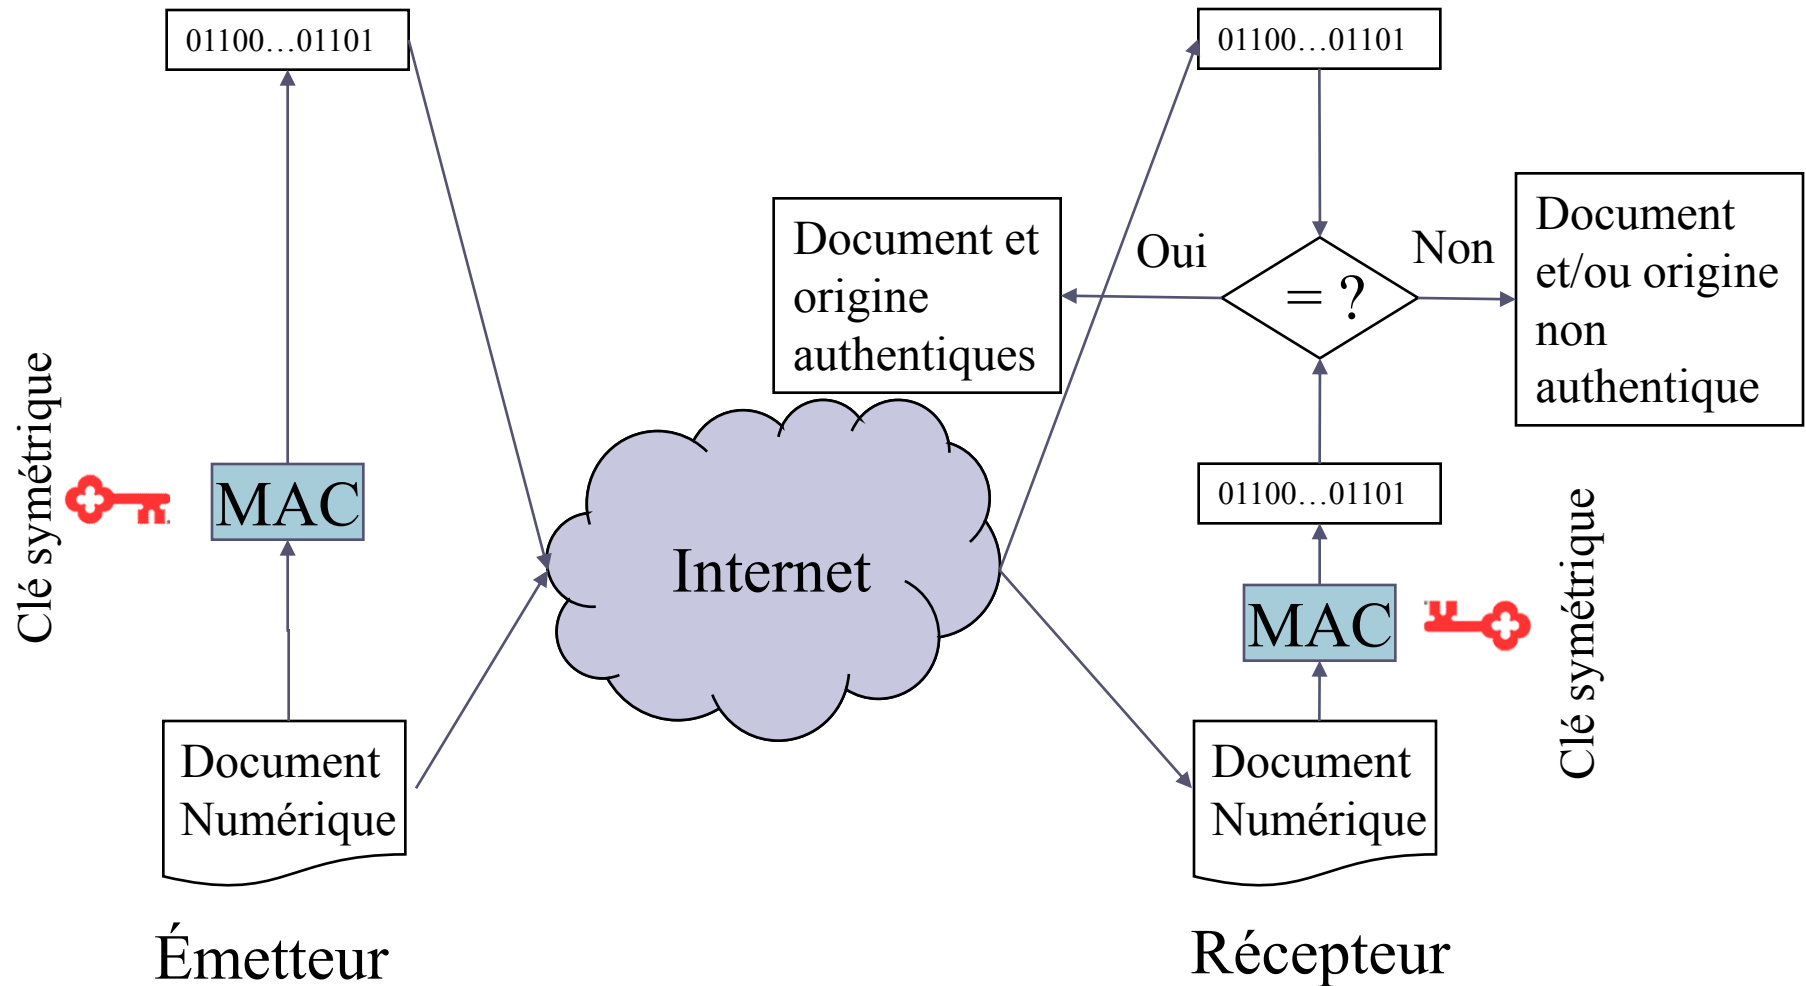 01100…01101
Clé symétrique
MAC
Document
Numérique
Émetteur
Internet
01100…01101
Document et
origine
authentiques
Oui
= ?
Non
Document
et/ou origine
non
authentique
01100…01101
MAC
Clé symétrique
Document
Numérique
Récepteur